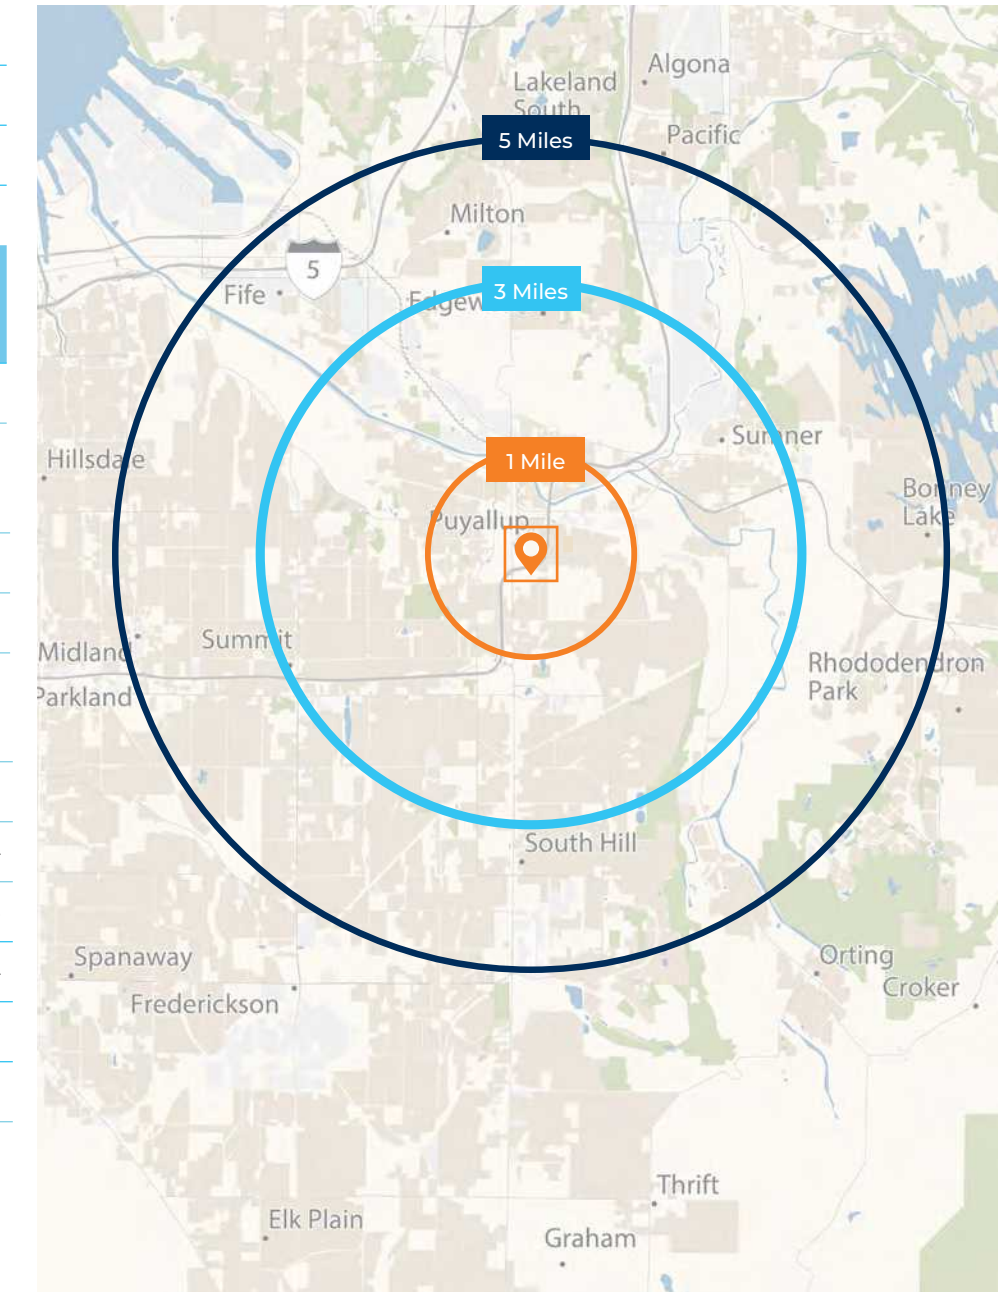 Algona
Lakeland
South
5 Miles
Pacific
Milton
5
Fife
3 Miles
Sumner
Hillsdale
1 Mile
Bonney
Lake
Puyallup
Midland
Summit
Rhododendron
Park
Parkland
South Hill
Spanaway
Orting
Croker
Frederickson
Thrift
Elk Plain
Graham